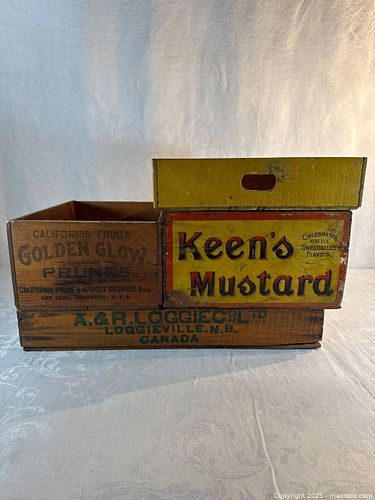 CALIFORNIA FRUITS
GOLDEN GLOW
BRAND
PRUNES
CALIFORNIA PRUNE & APRICOT GROWERS
SAN JOSE, CALIFORNIA, U.S.A.
Keen's
Mustard
CELEBRATED
FOR ITS
UNEQUALLED
FLAVOUR
A.& R. LOGGIE Co. LTD
LOGGIEVILLE. N.B.
CANADA
Copyright 2025 - maxsold.com